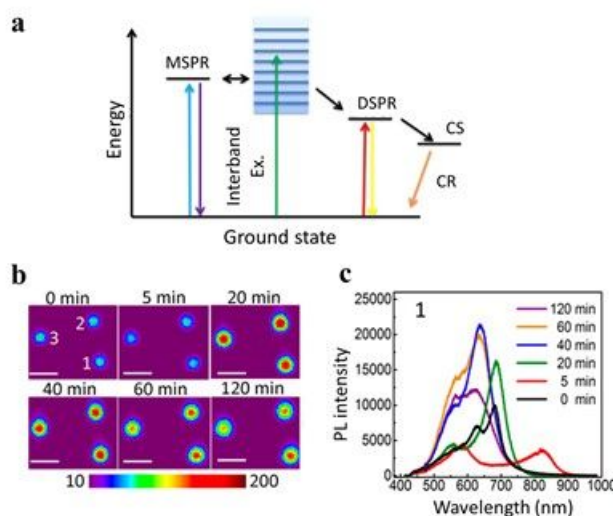 a
Energy
MSPR
Interband
Ex.
DSPR
CS
CR
Ground state
b
0 min 5 min 20 min
2
3
1
40 min 60 min 120 min
10 200
c
1
120 min
60 min
40 min
20 min
5 min
0 min
PL intensity
25000
20000
15000
10000
5000
0
400 500 600 700 800 900 1000
Wavelength (nm)